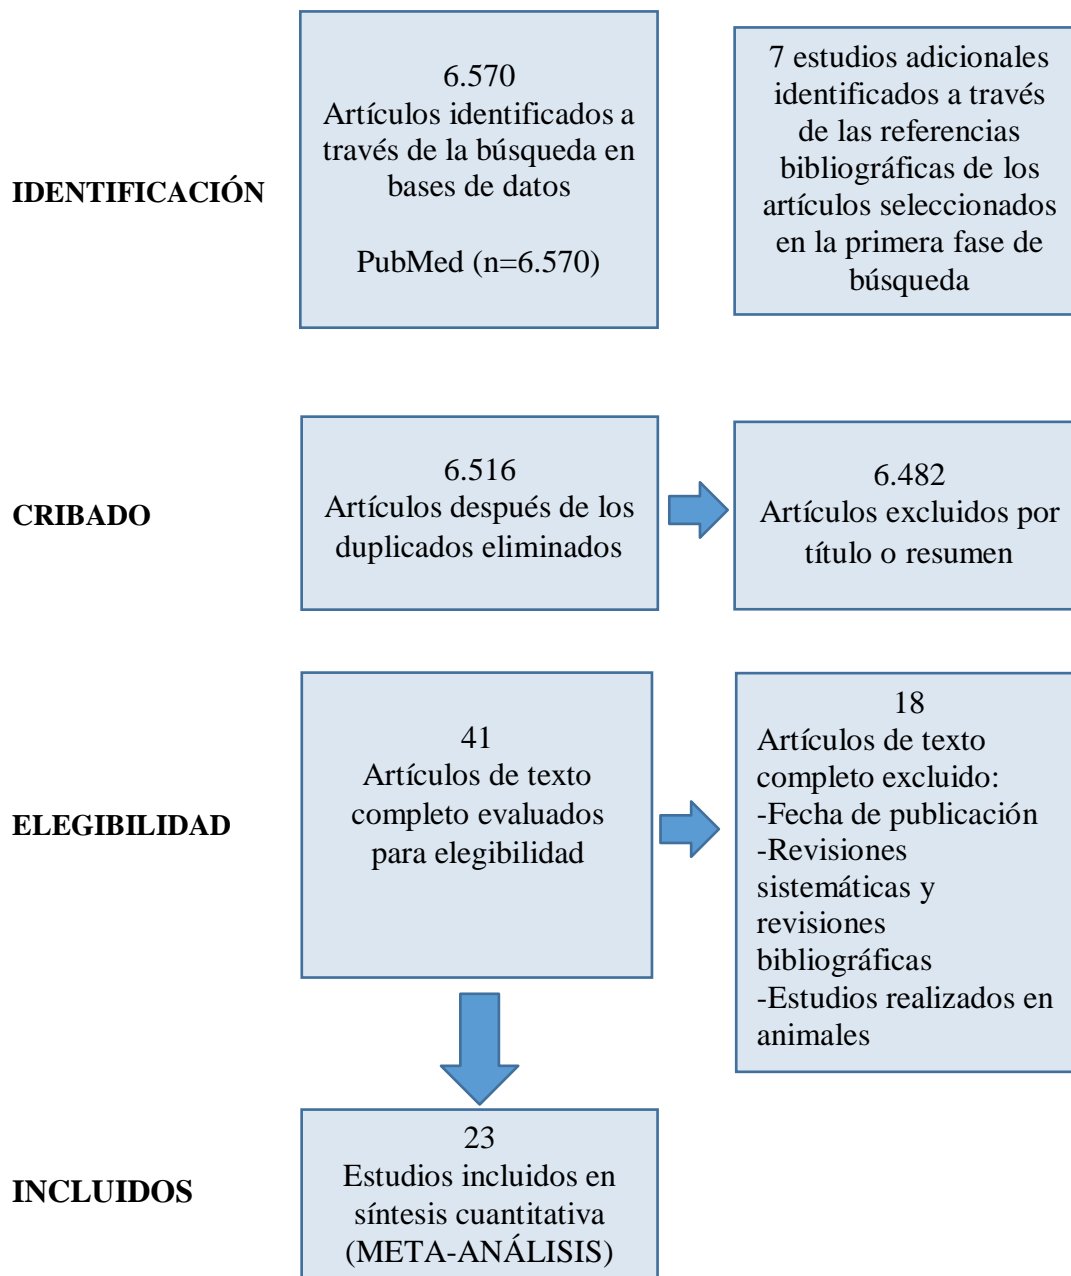 IDENTIFICACIÓN
6.570
Artículos identificados a
través de la búsqueda en
bases de datos
PubMed (n=6.570)
7 estudios adicionales
identificados a través
de las referencias
bibliográficas de los
artículos seleccionados
en la primera fase de
búsqueda
CRIBADO
6.516
Artículos después de los
duplicados eliminados
6.482
Artículos excluidos por
título o resumen
ELEGIBILIDAD
41
Artículos de texto
completo evaluados
para elegibilidad
18
Artículos de texto
completo excluido:
-Fecha de publicación
-Revisiones
sistemáticas y
revisiones
bibliográficas
-Estudios realizados en
animales
INCLUIDOS
23
Estudios incluidos en
síntesis cuantitativa
(META-ANÁLISIS)